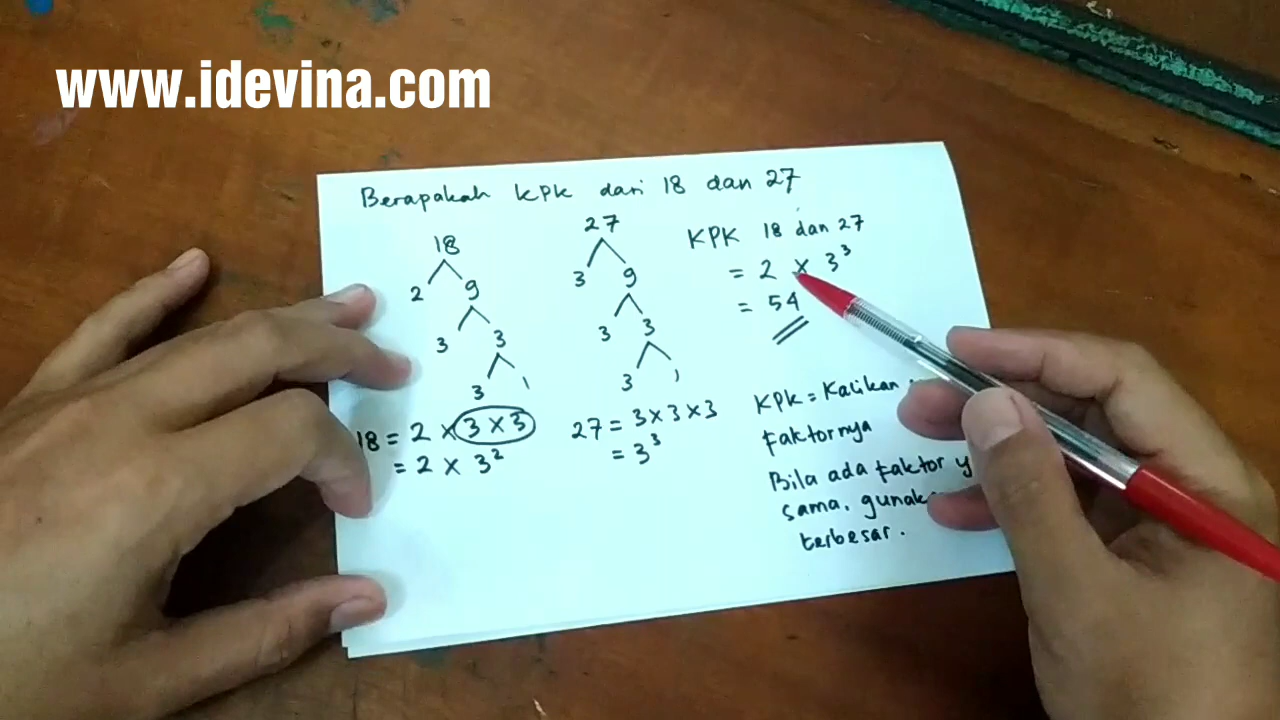 www.idevina.com
Berapakah KPK dari 18 dan 27
18
2 9
3 3
3 1
18 = 2 x 3 x 3
= 2 x 3²
27
3 9
3 3
3 1
27 = 3 x 3 x 3
= 3³
KPK 18 dan 27
= 2 x 3³
= 54
KPK = Kalikan
faktornya
Bila ada faktor y
sama, gunak
terbesar.